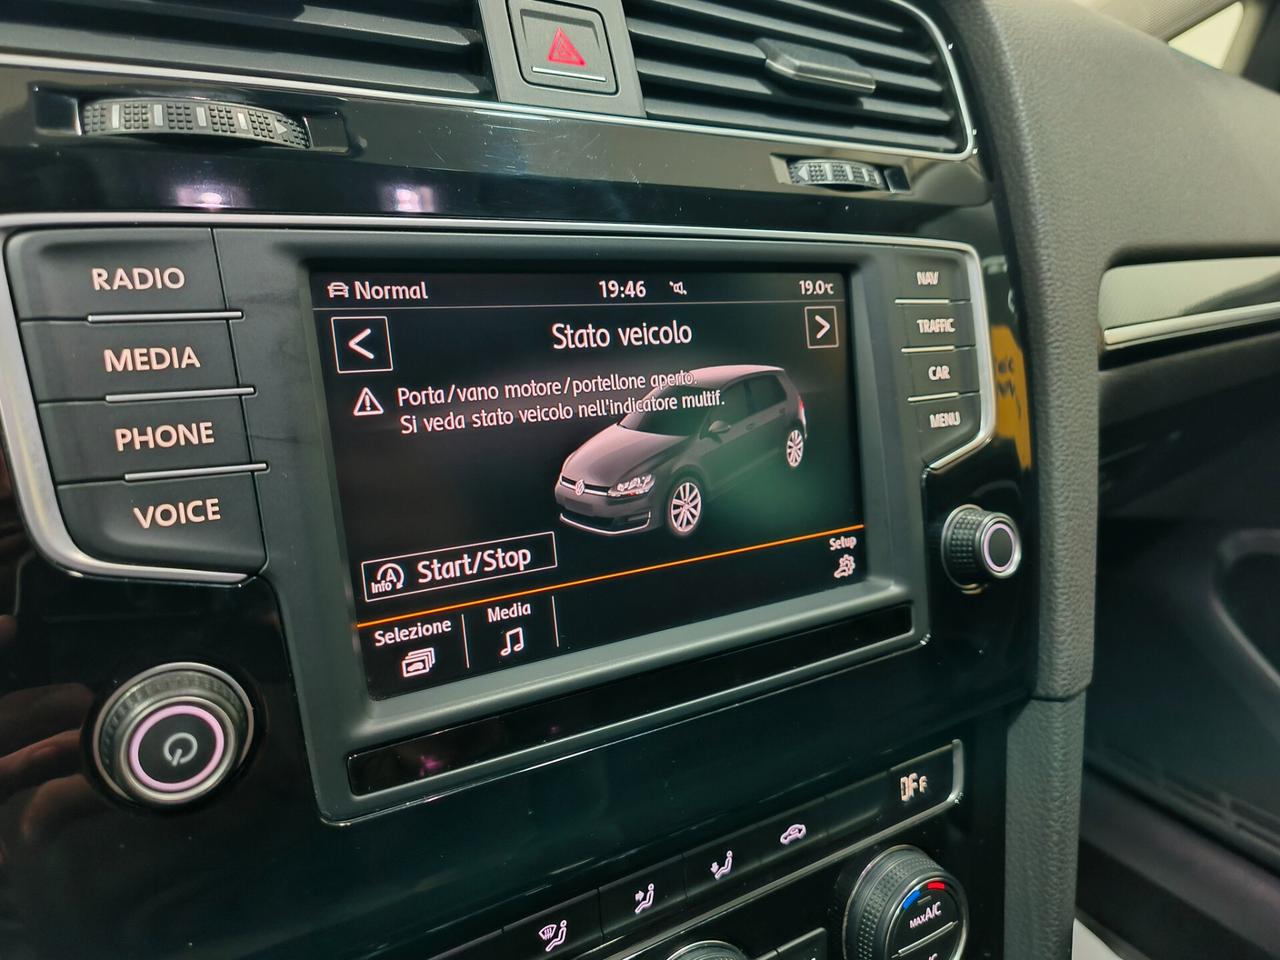 RADIO
MEDIA
PHONE
VOICE
Normal
19:46
19.0°C
Stato veicolo
Porta/vano motore/portellone aperto.
Si veda stato veicolo nell'indicatore multif.
Info
A
Start/Stop
Setup
Selezione
Media
NAV
TRAFFIC
CAR
MENU
MAX A/C